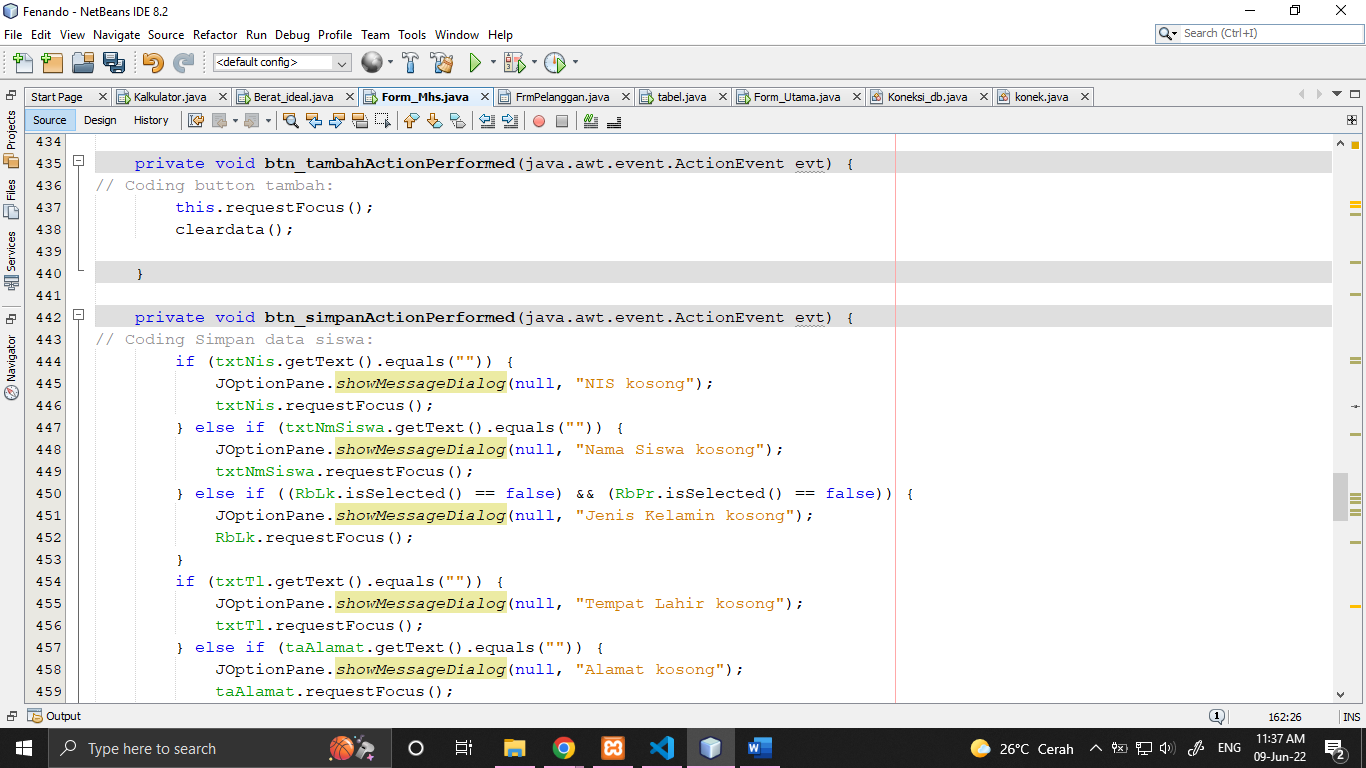 Fenando - NetBeans IDE 8.2
File Edit View Navigate Source Refactor Run Debug Profile Team Tools Window Help
Search (Ctrl+I)
<default config>
Start Page Kalkulator.java Berat_ideal.java Form_Mhs.java FrmPelanggan.java tabel.java Form_Utama.java Koneksi_db.java konek.java
Source Design History
Projects
Files
Services
Navigator
434
435 private void btn_tambahActionPerformed(java.awt.event.ActionEvent evt) {
436 // Coding button tambah:
437 this.requestFocus();
438 cleardata();
439
440 }
441
442 private void btn_simpanActionPerformed(java.awt.event.ActionEvent evt) {
443 // Coding Simpan data siswa:
444 if (txtNis.getText().equals("")) {
445 JOptionPane.showMessageDialog(null, "NIS kosong");
446 txtNis.requestFocus();
447 } else if (txtNmSiswa.getText().equals("")) {
448 JOptionPane.showMessageDialog(null, "Nama Siswa kosong");
449 txtNmSiswa.requestFocus();
450 } else if ((RbLk.isSelected() == false) && (RbPr.isSelected() == false)) {
451 JOptionPane.showMessageDialog(null, "Jenis Kelamin kosong");
452 RbLk.requestFocus();
453 }
454 if (txtTl.getText().equals("")) {
455 JOptionPane.showMessageDialog(null, "Tempat Lahir kosong");
456 txtTl.requestFocus();
457 } else if (taAlamat.getText().equals("")) {
458 JOptionPane.showMessageDialog(null, "Alamat kosong");
459 taAlamat.requestFocus();
Output
1 162:26 INS
Type here to search
26°C Cerah
ENG
11:37 AM
09-Jun-22
2